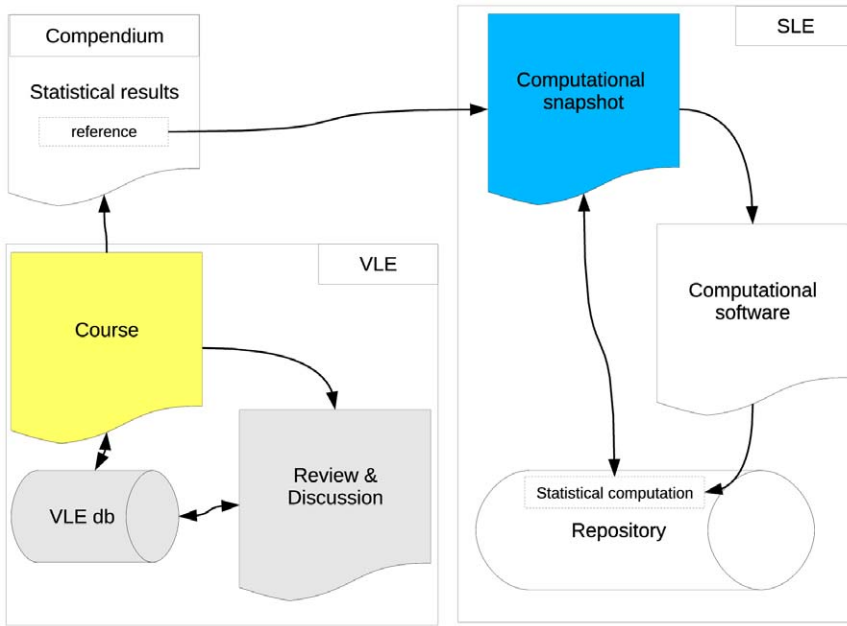 Compendium
Statistical results
reference
SLE
Computational
snapshot
Computational
software
Statistical computation
Repository
VLE
Course
Review &
Discussion
VLE db